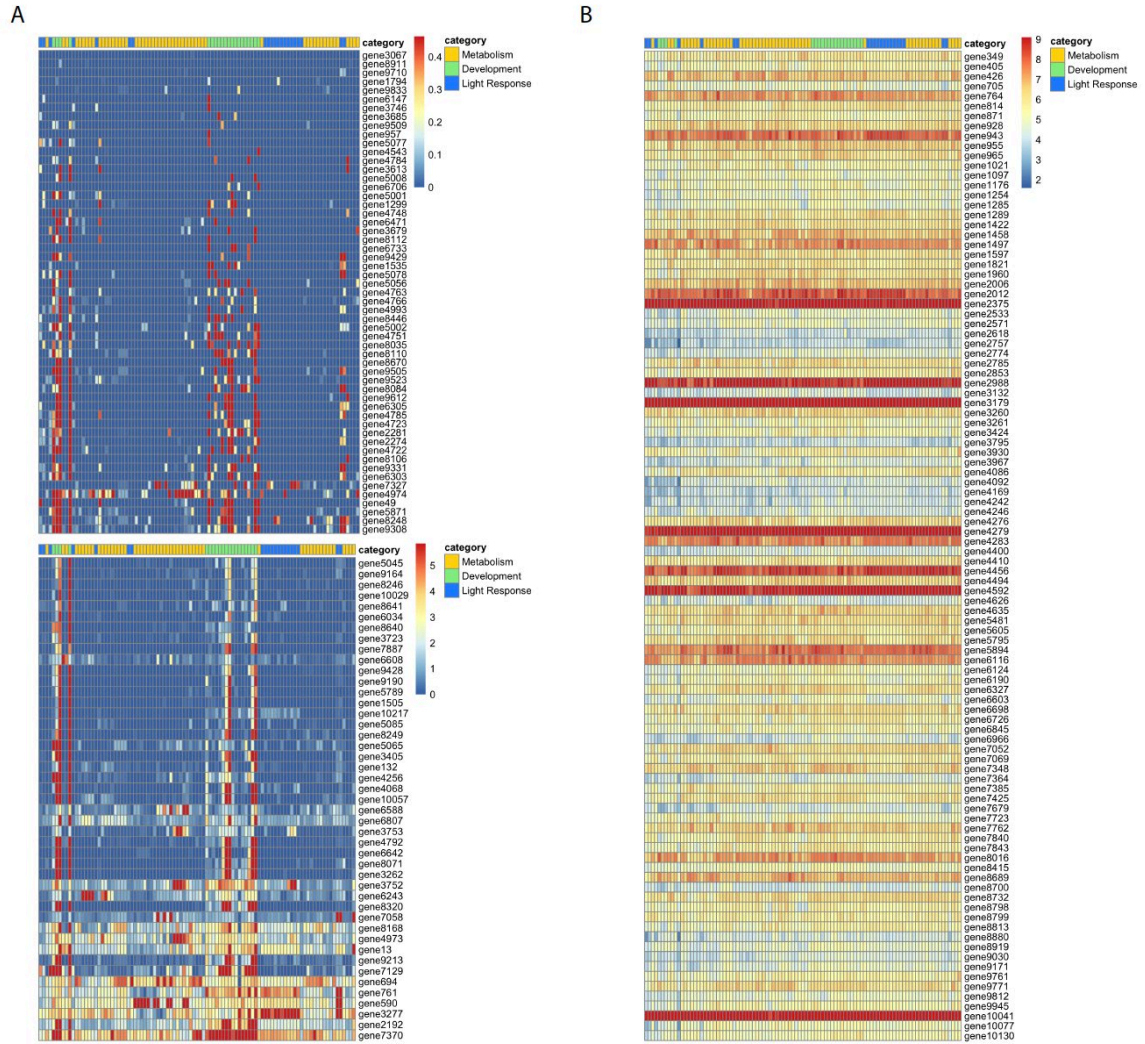 A
category
gene3067
gene8911
gene9710
gene1794
gene9833
gene6147
gene3746
gene3685
gene9509
gene957
gene5077
gene4543
gene4784
gene3613
gene5008
gene6706
gene5001
gene1299
gene4748
gene6471
gene3679
gene8112
gene6733
gene9429
gene1535
gene5078
gene5056
gene4763
gene4766
gene4993
gene8446
gene5002
gene4751
gene8035
gene8110
gene8670
gene9505
gene9523
gene8084
gene9612
gene6305
gene4785
gene4723
gene2281
gene2274
gene4722
gene8106
gene9331
gene6303
gene7327
gene4974
gene49
gene5871
gene8248
gene9308
0.4
0.3
0.2
0.1
0
category
Metabolism
Development
Light Response
category
gene5045
gene9164
gene8246
gene10029
gene8641
gene6034
gene8640
gene3723
gene7887
gene6608
gene9428
gene9190
gene5789
gene1505
gene10217
gene5085
gene8249
gene5065
gene3405
gene132
gene4256
gene4068
gene10057
gene6588
gene6807
gene3753
gene4792
gene6642
gene8071
gene3262
gene3752
gene6243
gene8320
gene7058
gene8168
gene4973
gene13
gene9213
gene7129
gene694
gene761
gene590
gene3277
gene2192
gene7370
5
4
3
2
1
0
category
Metabolism
Development
Light Response
B
category
gene349
gene405
gene426
gene705
gene764
gene814
gene871
gene928
gene943
gene955
gene965
gene1021
gene1097
gene1176
gene1254
gene1285
gene1289
gene1422
gene1458
gene1497
gene1597
gene1821
gene1960
gene2006
gene2012
gene2375
gene2533
gene2571
gene2618
gene2757
gene2774
gene2785
gene2853
gene2988
gene3132
gene3179
gene3260
gene3261
gene3424
gene3795
gene3930
gene3967
gene4086
gene4092
gene4169
gene4242
gene4246
gene4276
gene4279
gene4283
gene4400
gene4410
gene4456
gene4494
gene4592
gene4626
gene4635
gene5481
gene5605
gene5795
gene5894
gene6116
gene6124
gene6190
gene6327
gene6603
gene6698
gene6726
gene6845
gene6966
gene7052
gene7069
gene7348
gene7364
gene7385
gene7425
gene7679
gene7723
gene7762
gene7840
gene7843
gene8016
gene8415
gene8689
gene8700
gene8732
gene8798
gene8799
gene8813
gene8880
gene8919
gene9030
gene9171
gene9761
gene9771
gene9812
gene9945
gene10041
gene10077
gene10130
9
8
7
6
5
4
3
2
category
Metabolism
Development
Light Response